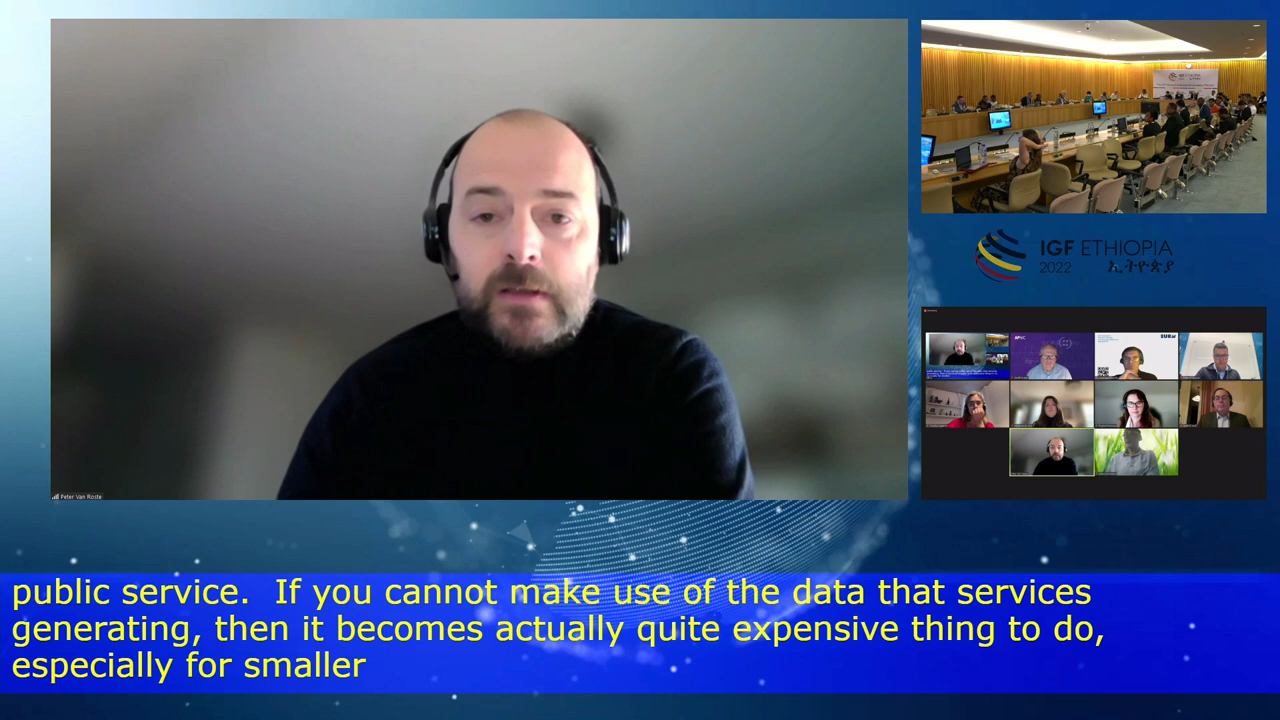 IGF ETHIOPIA
2022 ኢትዮጵያ
Peter Van Roste
public service.  If you cannot make use of the data that services
generating, then it becomes actually quite expensive thing to do,
especially for smaller